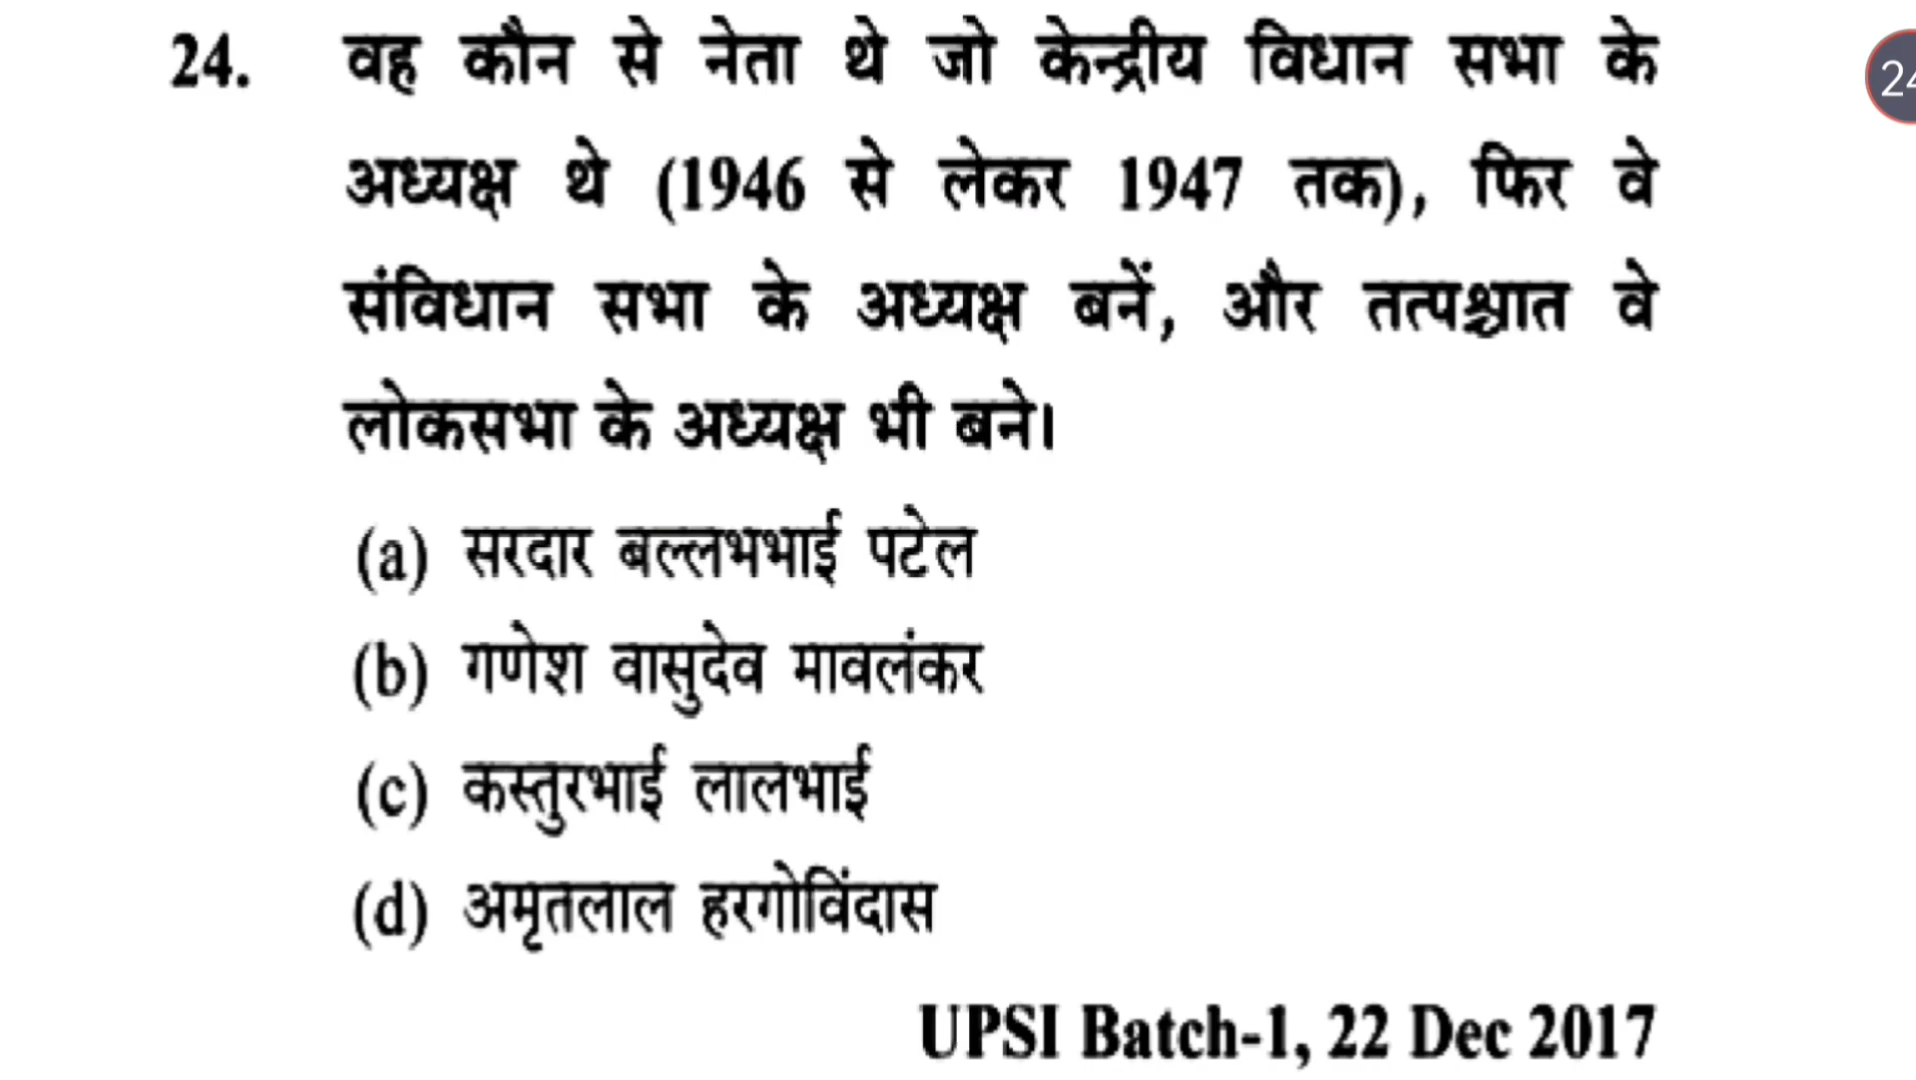 24. वह कौन से नेता थे जो केन्द्रीय विधान सभा के
अध्यक्ष थे (1946 से लेकर 1947 तक), फिर वे
संविधान सभा के अध्यक्ष बनें, और तत्पश्चात वे
लोकसभा के अध्यक्ष भी बने।
(a) सरदार बल्लभभाई पटेल
(b) गणेश वासुदेव मावलंकर
(c) कस्तुरभाई लालभाई
(d) अमृतलाल हरगोविंदास
UPSI Batch-1, 22 Dec 2017